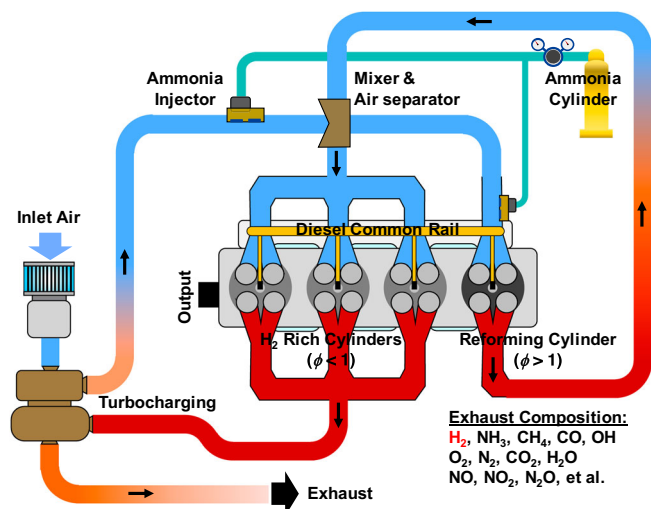 Ammonia
Injector
Mixer &
Air separator
Ammonia
Cylinder
Inlet Air
Diesel Common Rail
Output
H₂ Rich Cylinders
(ϕ < 1)
Reforming Cylinder
(ϕ > 1)
Turbocharging
Exhaust
Exhaust Composition:
H₂, NH₃, CH₄, CO, OH
O₂, N₂, CO₂, H₂O
NO, NO₂, N₂O, et al.